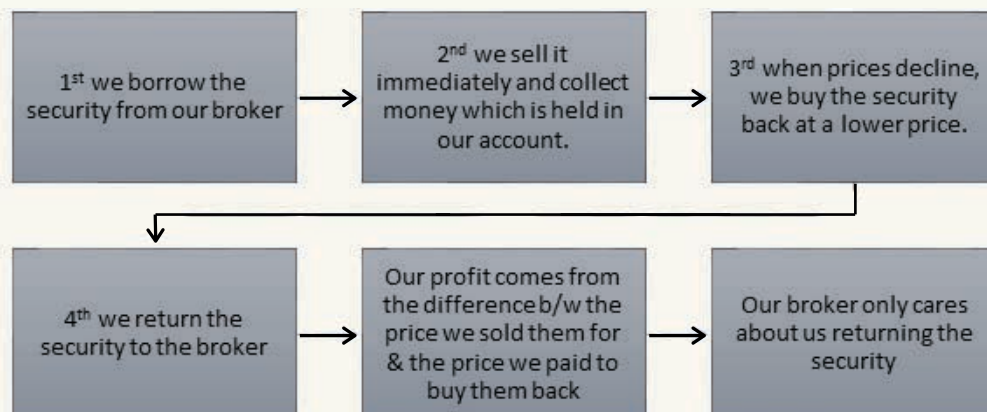 1st we borrow the
security from our broker
2nd we sell it
immediately and collect
money which is held in
our account.
3rd when prices decline,
we buy the security
back at a lower price.
4th we return the
security to the broker
Our profit comes from
the difference b/w the
price we sold them for
& the price we paid to
buy them back
Our broker only cares
about us returning the
security